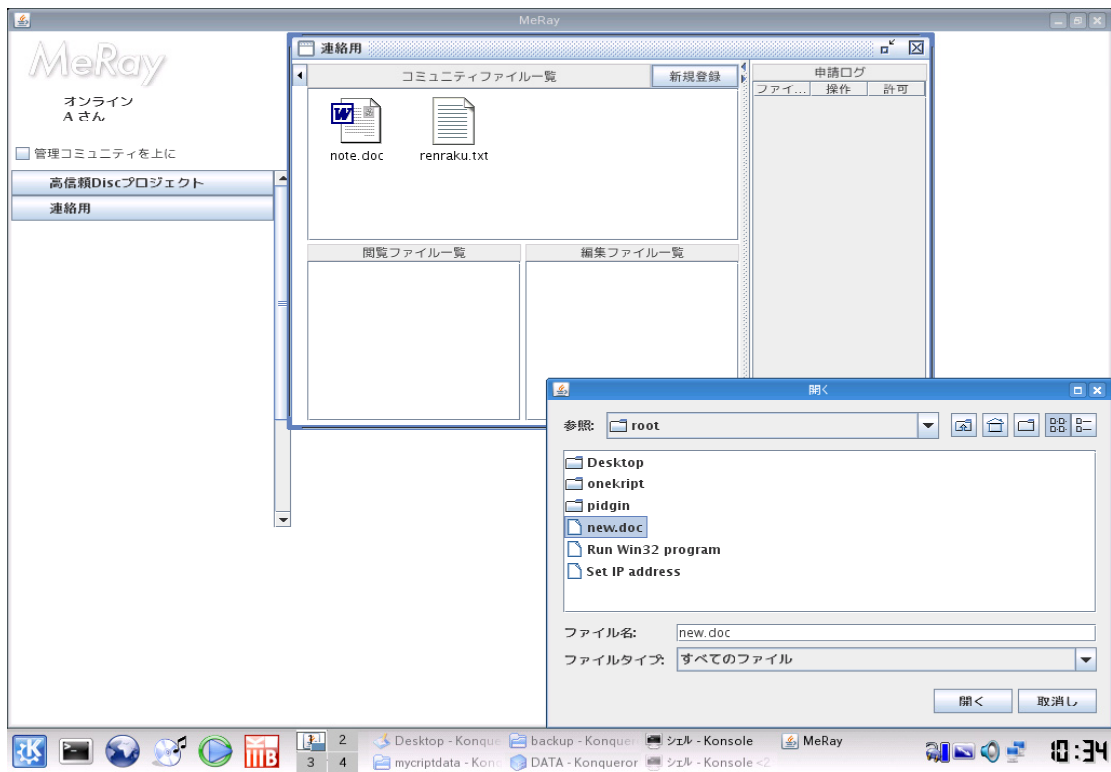 MeRay
MeRay
オンライン
A さん
管理コミュニティを上に
高信頼Discプロジェクト
連絡用
連絡用
コミュニティファイル一覧
新規登録
申請ログ
ファイ... 操作 許可
note.doc
renraku.txt
閲覧ファイル一覧
編集ファイル一覧
開く
参照:
root
Desktop
onekript
pidgin
new.doc
Run Win32 program
Set IP address
ファイル名:
new.doc
ファイルタイプ:
すべてのファイル
開く
取消し
1 2
3 4
Desktop - Konque
backup - Konquer
シェル - Konsole
MeRay
mycriptdata - Kon
DATA - Konqueror
シェル - Konsole <2
10:34